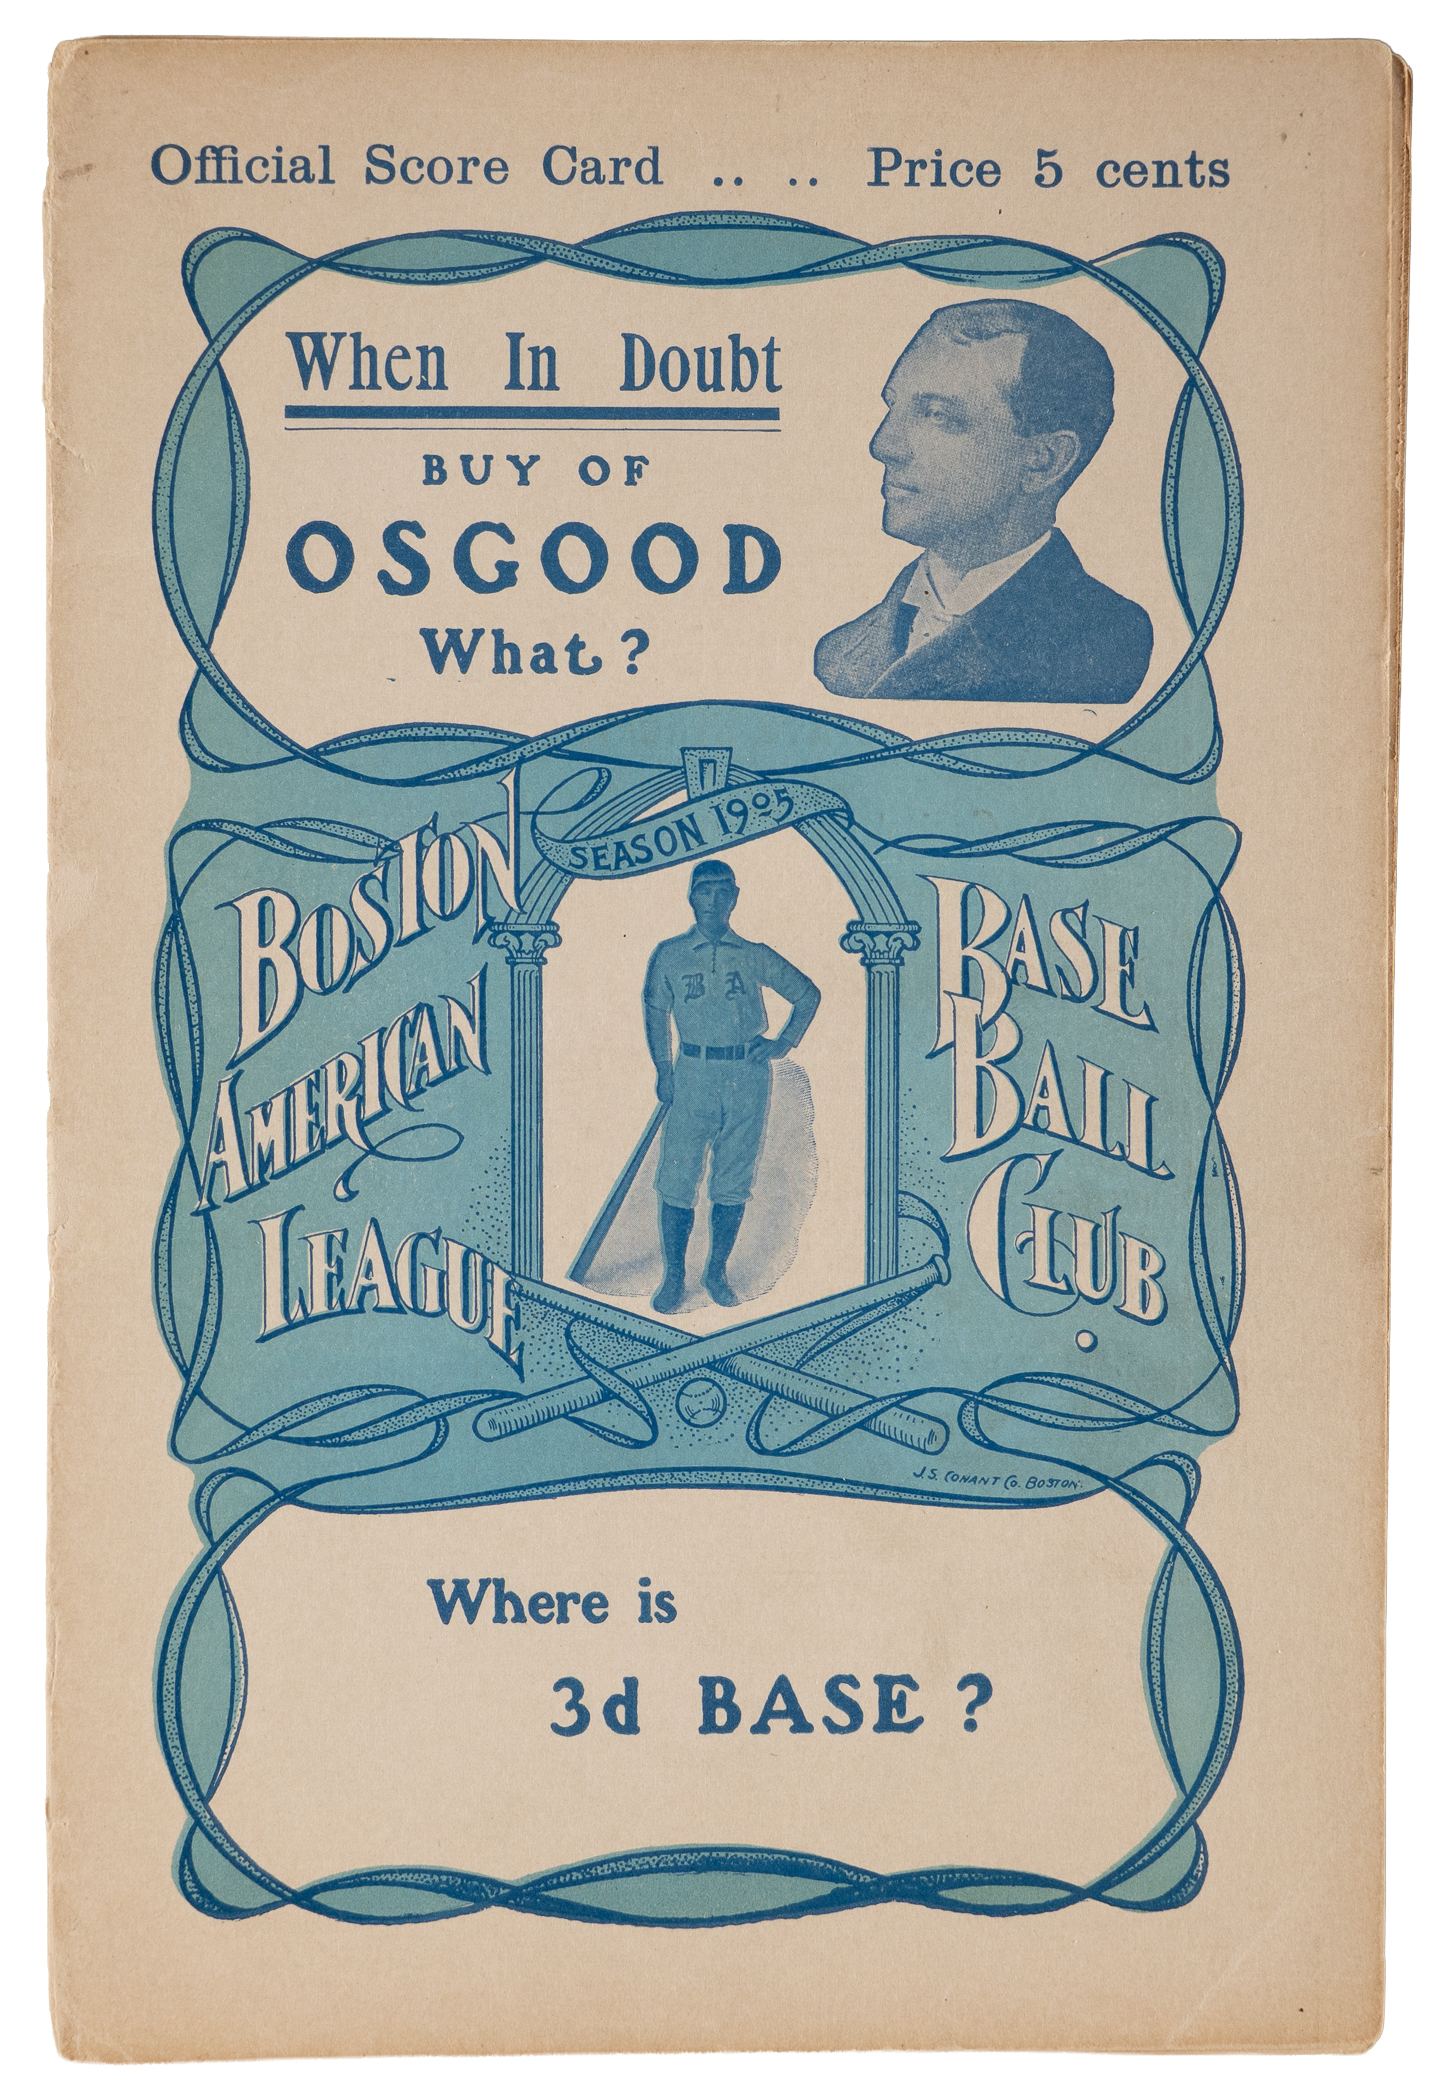 Official Score Card .. .. Price 5 cents
When In Doubt
BUY OF
OSGOOD
What?
SEASON 1905
BOSTON
AMERICAN
LEAGUE
BASE
BALL
CLUB
B A
J.S. CONANT CO. BOSTON.
Where is
3d BASE?